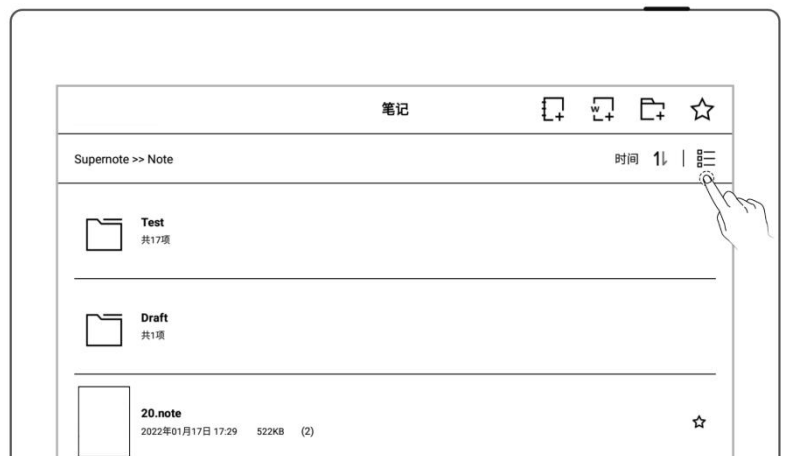 笔记
W
Supernote >> Note
时间
Test
共17项
Draft
共1项
20.note
2022年01月17日 17:29 522KB (2)